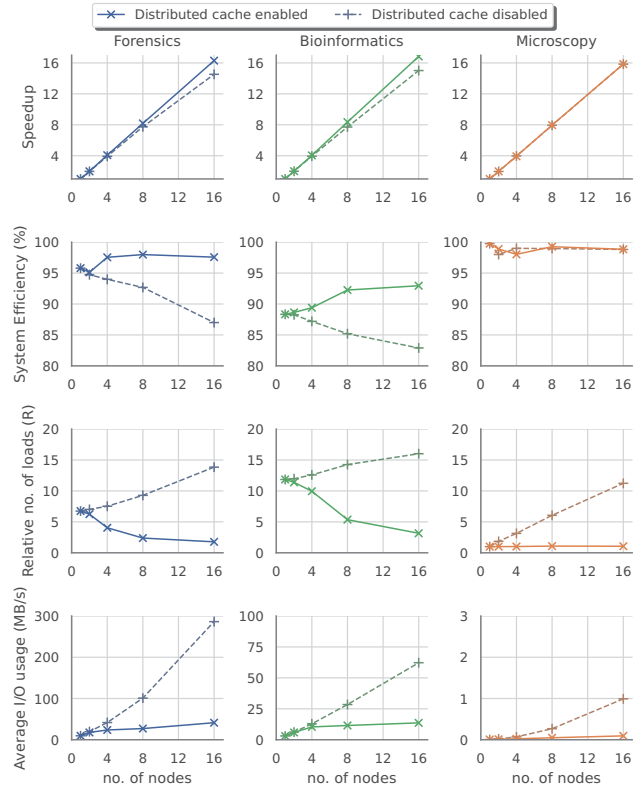 Distributed cache enabled Distributed cache disabled
Forensics Bioinformatics Microscopy
Speedup
16 12 8 4
16 12 8 4
16 12 8 4
0 4 8 12 16
0 4 8 12 16
0 4 8 12 16
System Efficiency (%)
100 95 90 85 80
100 95 90 85 80
100 95 90 85 80
0 4 8 12 16
0 4 8 12 16
0 4 8 12 16
Relative no. of loads (R)
20 15 10 5 0
20 15 10 5 0
20 15 10 5 0
0 4 8 12 16
0 4 8 12 16
0 4 8 12 16
Average I/O usage (MB/s)
300 200 100 0
100 75 50 25 0
3 2 1 0
0 4 8 12 16
0 4 8 12 16
0 4 8 12 16
no. of nodes no. of nodes no. of nodes